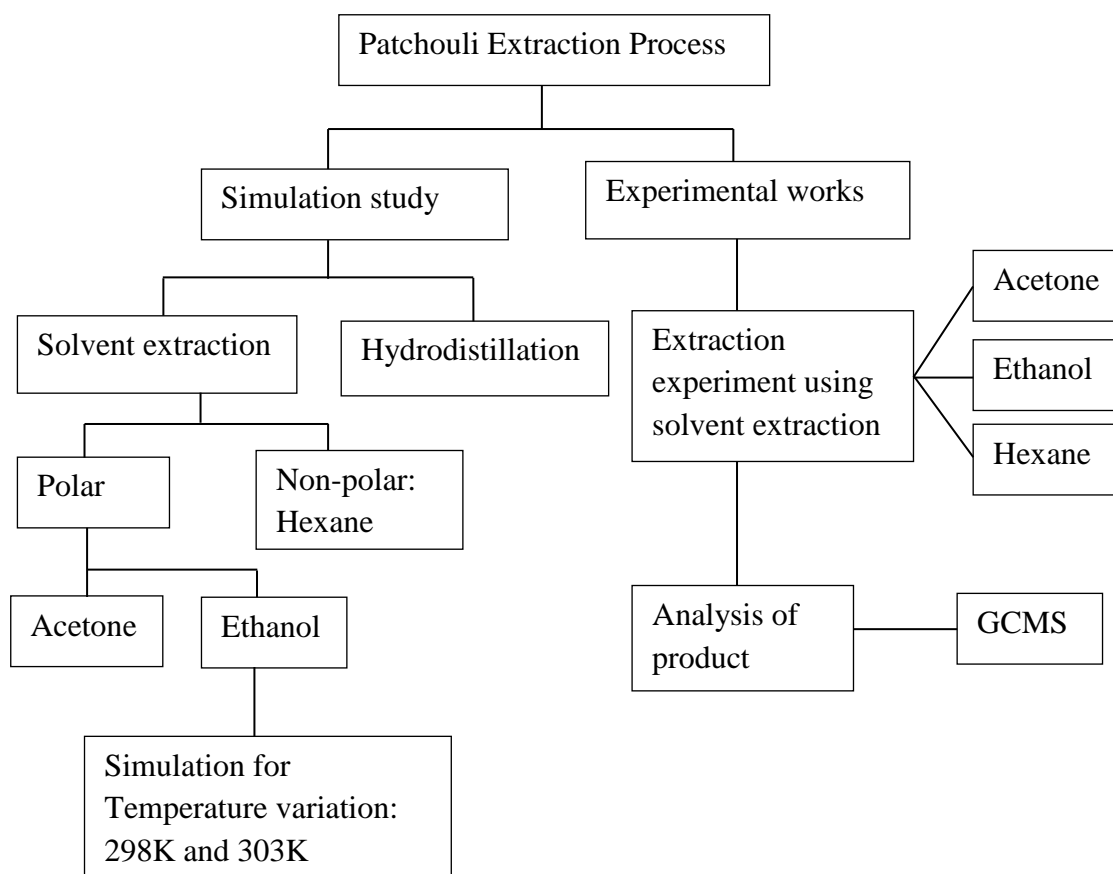 Patchouli Extraction Process
Simulation study
Experimental works
Solvent extraction
Hydrodistillation
Extraction
experiment using
solvent extraction
Acetone
Ethanol
Hexane
Polar
Non-polar:
Hexane
Acetone
Ethanol
Analysis of
product
GCMS
Simulation for
Temperature variation:
298K and 303K